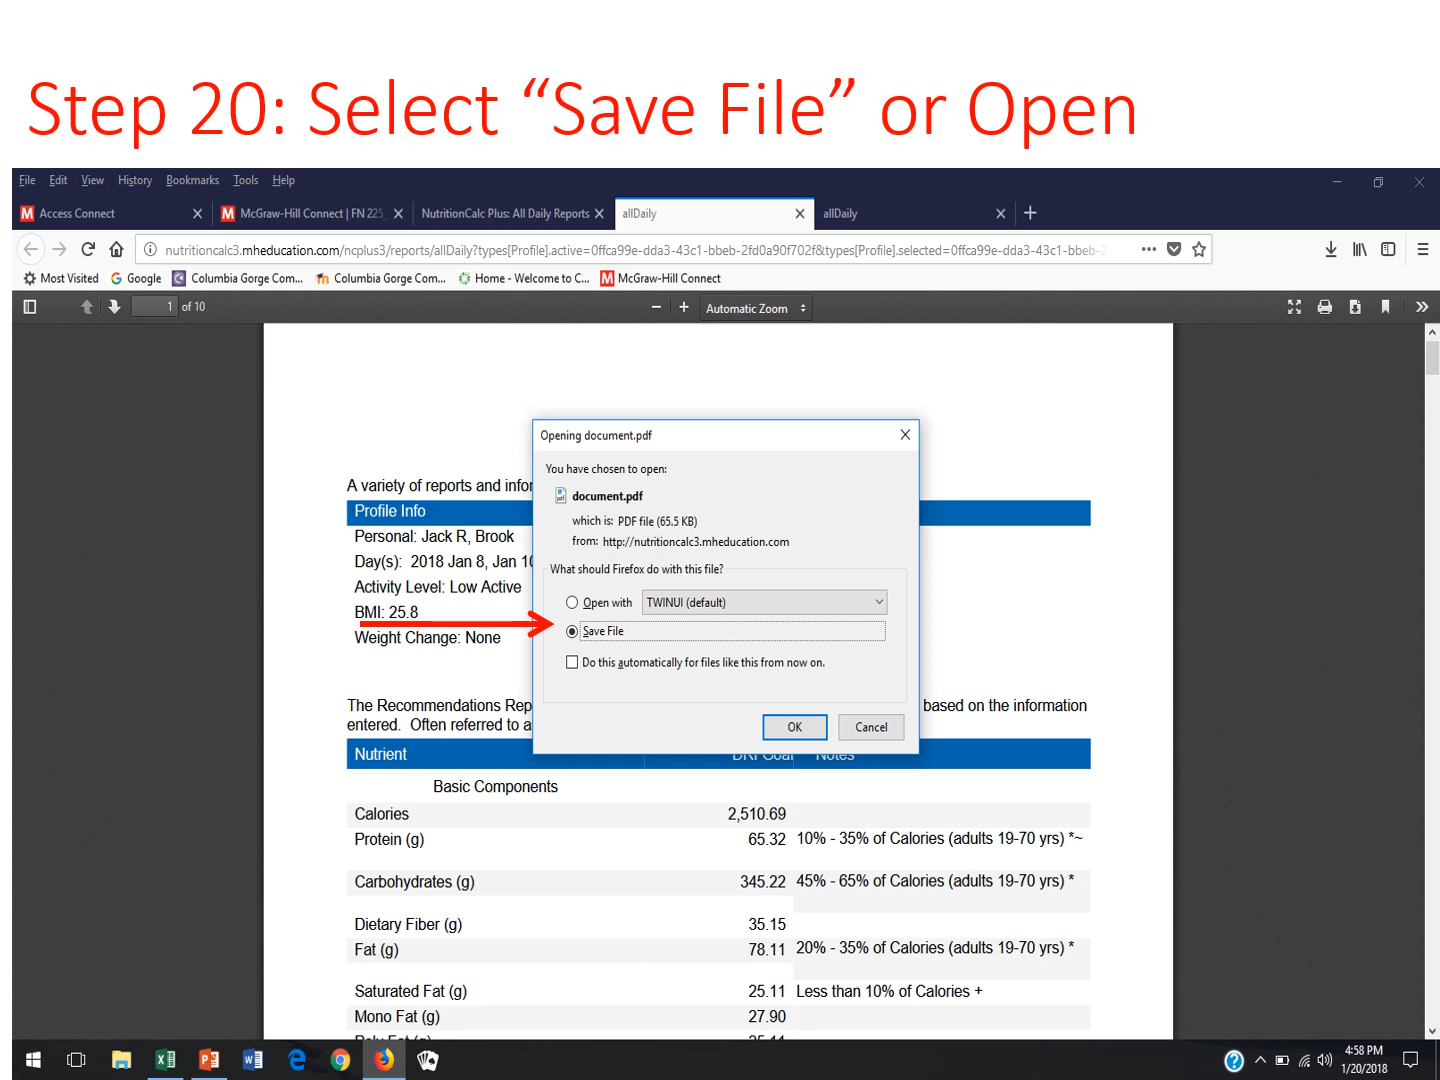 Step 20: Select “Save File” or Open
File Edit View History Bookmarks Tools Help
M Access Connect
M McGraw-Hill Connect | FN 225_
NutritionCalc Plus: All Daily Reports
allDaily
allDaily
nutritioncalc3.mheducation.com/ncplus3/reports/allDaily?types[Profile].active=0ffca99e-dda3-43c1-bbeb-2fd0a90f702f&types[Profile].selected=0ffca99e-dda3-43c1-bbeb-2
Most Visited G Google Columbia Gorge Com... Columbia Gorge Com... Home - Welcome to C... M McGraw-Hill Connect
1 of 10
Automatic Zoom
A variety of reports and infor
Profile Info
Personal: Jack R, Brook
Day(s): 2018 Jan 8, Jan 10
Activity Level: Low Active
BMI: 25.8
Weight Change: None
Opening document.pdf
You have chosen to open:
document.pdf
which is: PDF file (65.5 KB)
from: http://nutritioncalc3.mheducation.com
What should Firefox do with this file?
Open with TWINUI (default)
Save File
Do this automatically for files like this from now on.
OK Cancel
The Recommendations Rep based on the information
entered. Often referred to a
Nutrient DRI Goal Notes
Basic Components
Calories 2,510.69
Protein (g) 65.32 10% - 35% of Calories (adults 19-70 yrs) *~
Carbohydrates (g) 345.22 45% - 65% of Calories (adults 19-70 yrs) *
Dietary Fiber (g) 35.15
Fat (g) 78.11 20% - 35% of Calories (adults 19-70 yrs) *
Saturated Fat (g) 25.11 Less than 10% of Calories +
Mono Fat (g) 27.90
Poly Fat (g) 25.11
4:58 PM
1/20/2018